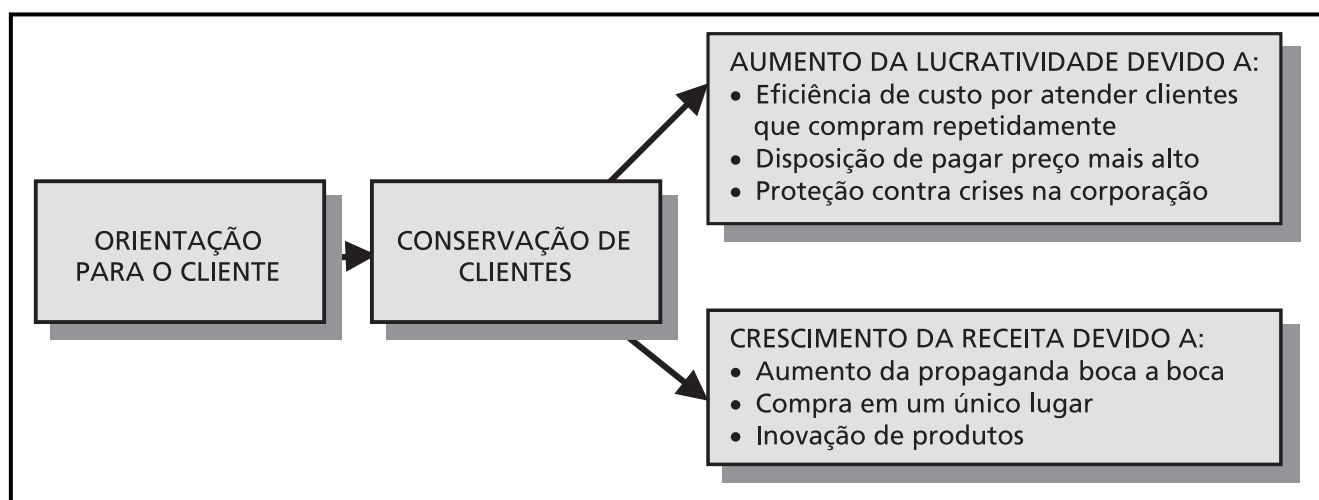 ORIENTAÇÃO
PARA O CLIENTE
CONSERVAÇÃO DE
CLIENTES
AUMENTO DA LUCRATIVIDADE DEVIDO A:
• Eficiência de custo por atender clientes
que compram repetidamente
• Disposição de pagar preço mais alto
• Proteção contra crises na corporação
CRESCIMENTO DA RECEITA DEVIDO A:
• Aumento da propaganda boca a boca
• Compra em um único lugar
• Inovação de produtos